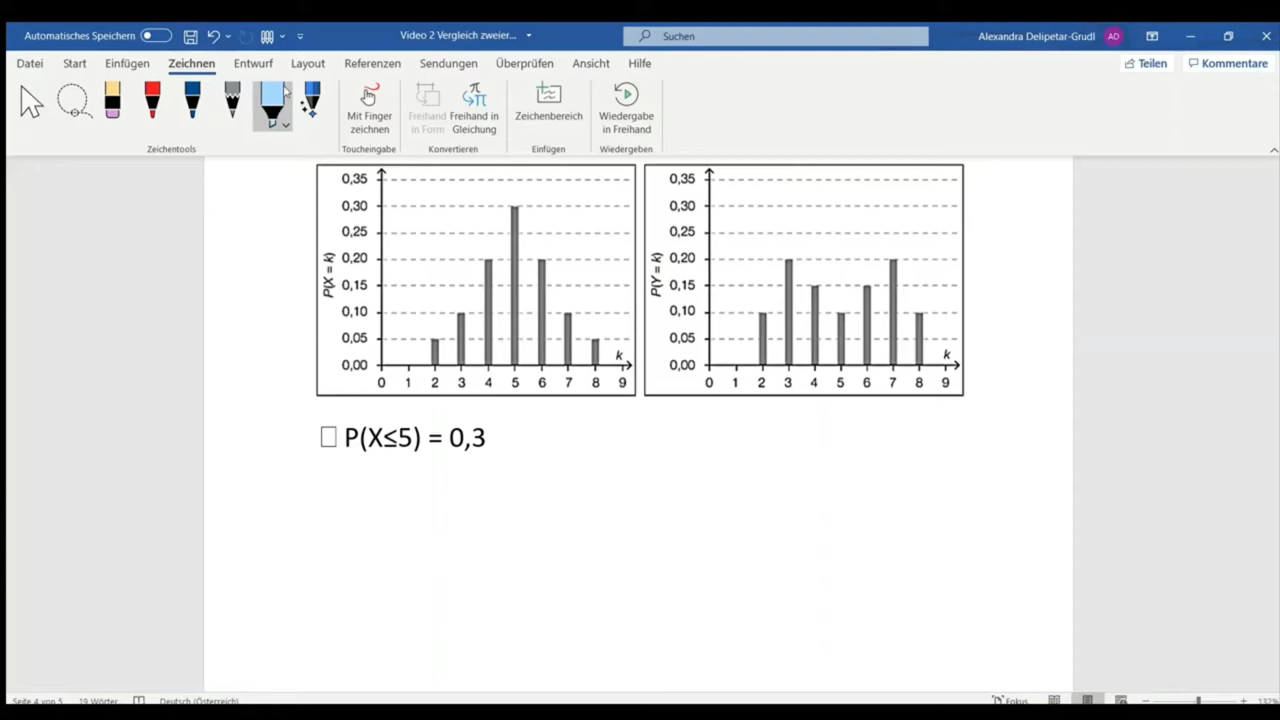 Automatisches Speichern
Video 2 Vergleich zweier...
Suchen
Alexandra Delipetar-Grudl
AD
Datei
Start
Einfügen
Zeichnen
Entwurf
Layout
Referenzen
Sendungen
Überprüfen
Ansicht
Hilfe
Teilen
Kommentare
Mit Finger
zeichnen
Freihand
in Form
Freihand in
Gleichung
Zeichenbereich
Wiedergabe
in Freihand
Zeichentools
Toucheingabe
Konvertieren
Einfügen
Wiedergeben
P(X = k)
0,35
0,30
0,25
0,20
0,15
0,10
0,05
0,00
k
0 1 2 3 4 5 6 7 8 9
P(Y = k)
0,35
0,30
0,25
0,20
0,15
0,10
0,05
0,00
k
0 1 2 3 4 5 6 7 8 9
□ P(X≤5) = 0,3
Seite 4 von 5
19 Wörter
Deutsch (Österreich)
Fokus
132%